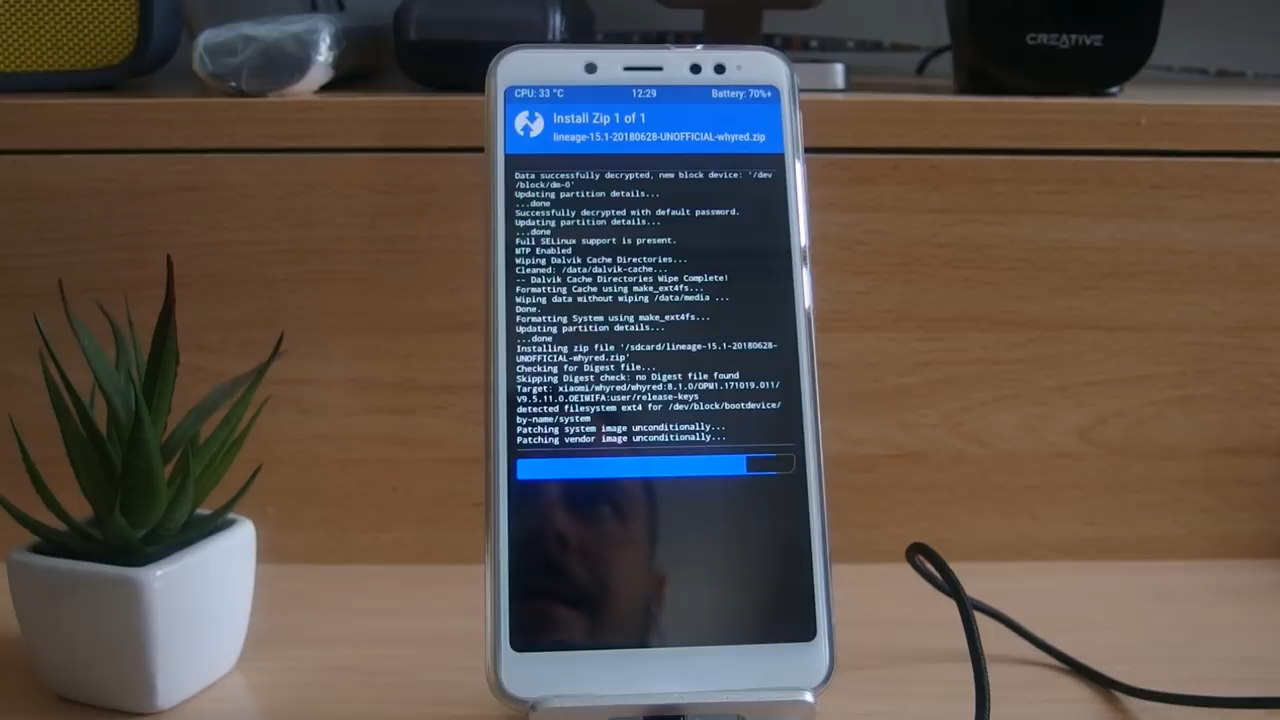 CREATIVE
CPU: 33 °C 12:29 Battery: 70%+
Install Zip 1 of 1
lineage-15.1-20180628-UNOFFICIAL-whyred.zip
Data successfully decrypted, new block device: '/dev
/block/dm-0'
Updating partition details...
...done
Successfully decrypted with default password.
Updating partition details...
...done
Full SELinux support is present.
MTP Enabled
Wiping Dalvik Cache Directories...
Cleaned: /data/dalvik-cache...
-- Dalvik Cache Directories Wipe Complete!
Formatting Cache using make_ext4fs...
Wiping data without wiping /data/media ...
Done.
Formatting System using make_ext4fs...
Updating partition details...
...done
Installing zip file '/sdcard/lineage-15.1-20180628-
UNOFFICIAL-whyred.zip'
Checking for Digest file...
Skipping Digest check: no Digest file found
Target: xiaomi/whyred/whyred:8.1.0/OPM1.171019.011/
V9.5.11.0.OEIMIFA:user/release-keys
detected filesystem ext4 for /dev/block/bootdevice/
by-name/system
Patching system image unconditionally...
Patching vendor image unconditionally...